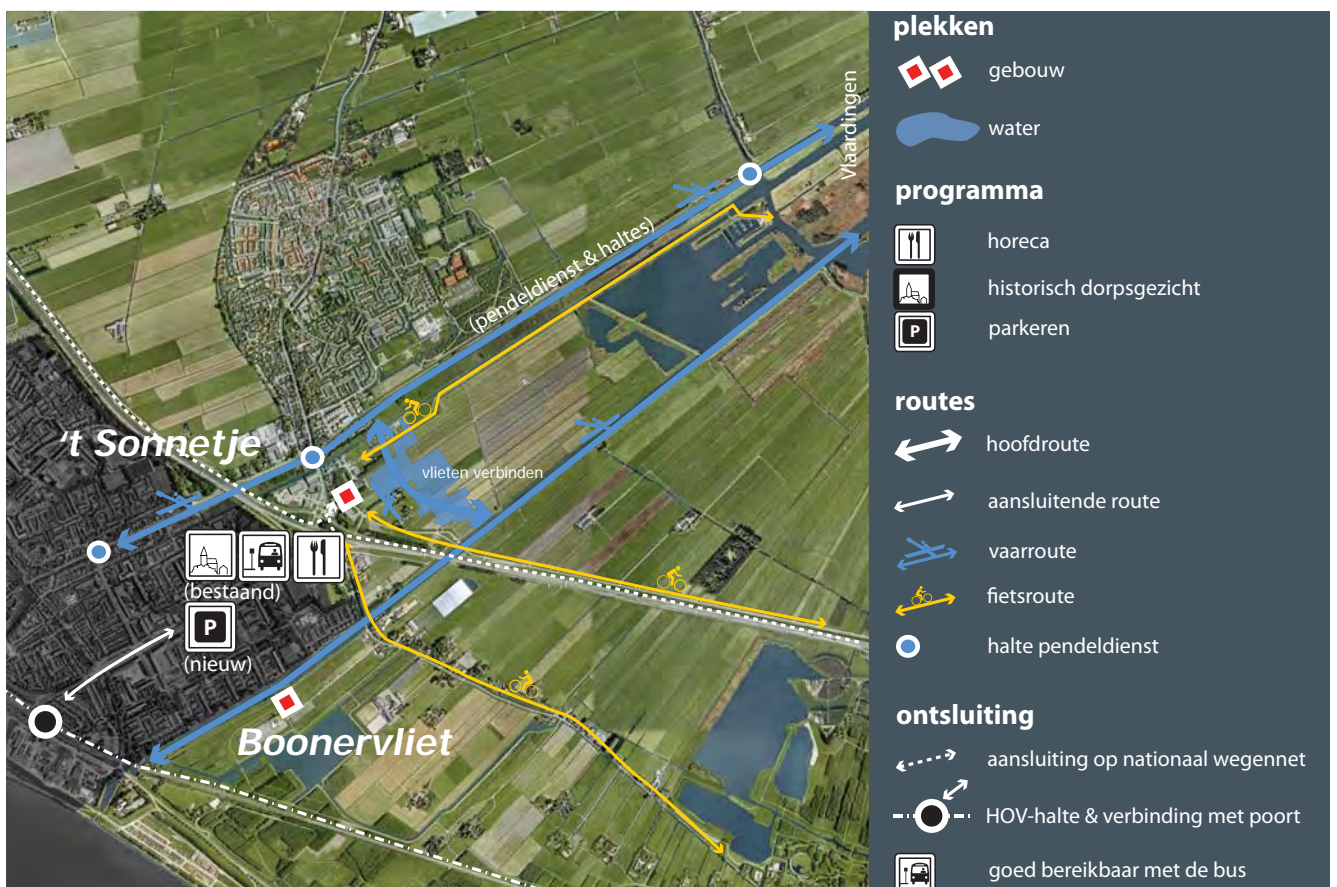 Vlaardingen
(pendeldienst & haltes)
't Sonnetje
vlieten verbinden
(bestaand)
P
(nieuw)
Boonervliet
plekken
gebouw
water
programma
horeca
historisch dorpsgezicht
P
parkeren
routes
hoofdroute
aansluitende route
vaarroute
fietsroute
halte pendeldienst
ontsluiting
aansluiting op nationaal wegennet
HOV-halte & verbinding met poort
goed bereikbaar met de bus